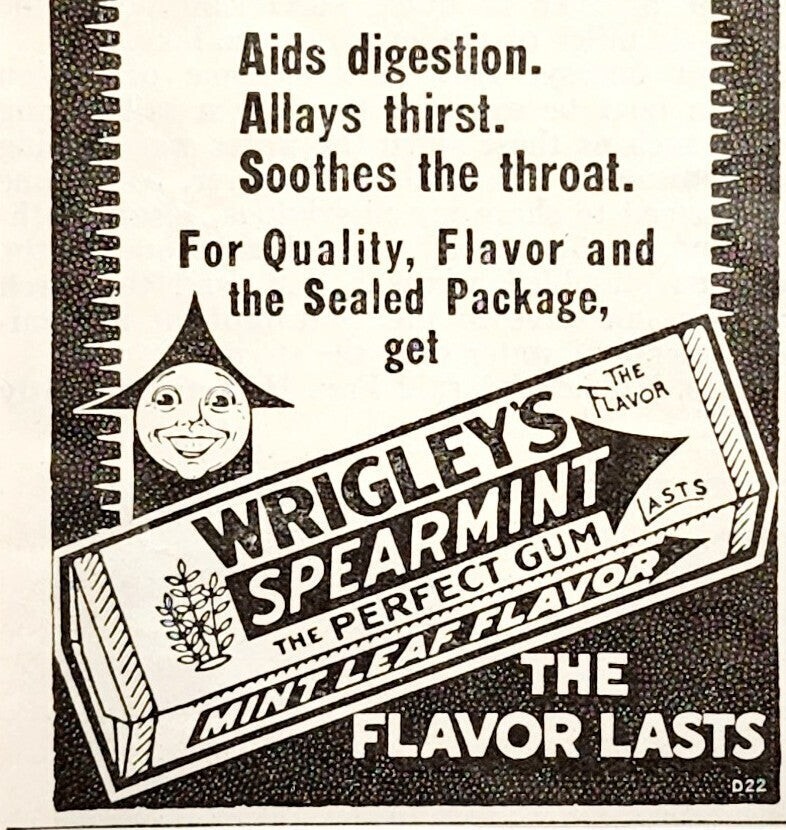 Aids digestion.
Allays thirst.
Soothes the throat.
For Quality, Flavor and
the Sealed Package,
get
WRIGLEY'S
SPEARMINT
THE PERFECT GUM
MINT LEAF FLAVOR
THE
FLAVOR
LASTS
THE
FLAVOR LASTS
D22